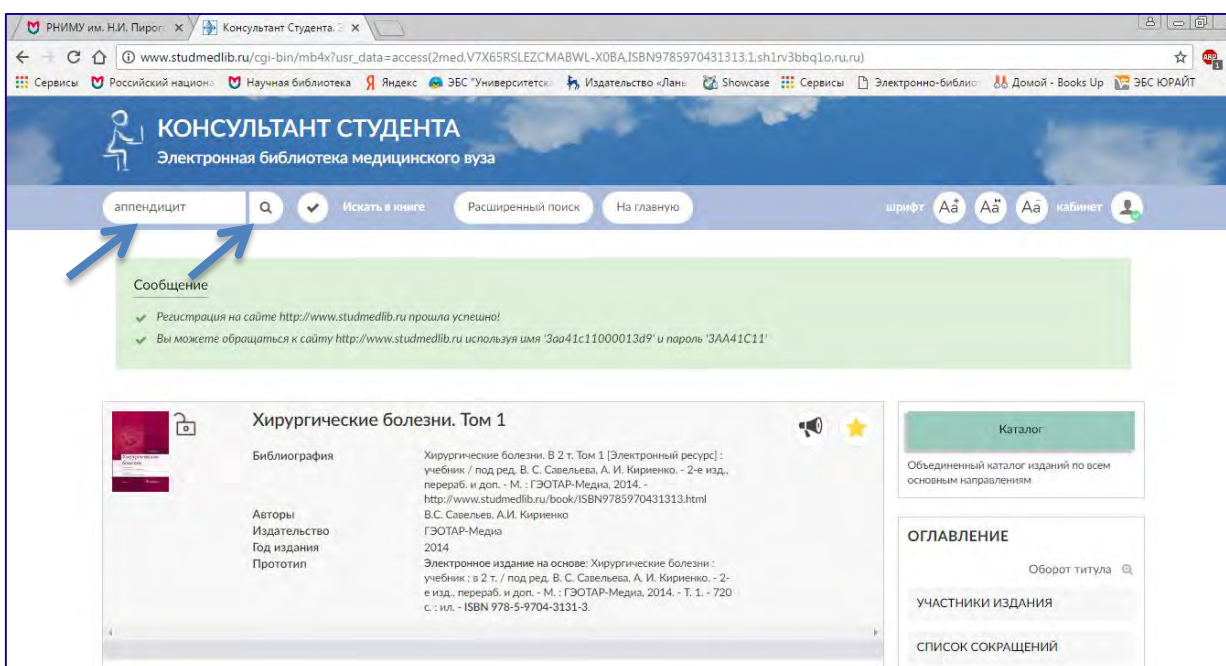 РНИМУ им. Н.И. Пирог
Консультант Студента.
www.studmedlib.ru/cgi-bin/mb4x?usr_data=access(2med,V7X65RSLEZCMABWL-X0BA,ISBN9785970431313,1,sh1rv3bbq1o,ru,ru)
ABP
1
Сервисы
Российский национа
Научная библиотека
Яндекс
ЭБС "Университетск
Издательство «Лань
Showcase
Сервисы
Электронно-библио
Домой - Books Up
ЭБС ЮРАЙТ
КОНСУЛЬТАНТ СТУДЕНТА
Электронная библиотека медицинского вуза
аппендицит
Искать в книге
Расширенный поиск
На главную
шрифт
кабинет
Сообщение
Регистрация на сайте http://www.studmedlib.ru прошла успешно!
Вы можете обращаться к сайту http://www.studmedlib.ru используя имя '3aa41c11000013d9' и пароль '3AA41C11'
Хирургические болезни. Том 1
Библиография
Хирургические болезни. В 2 т. Том 1 [Электронный ресурс] :
учебник / под ред. В. С. Савельева, А. И. Кириенко. - 2-е изд.,
перераб. и доп. - М. : ГЭОТАР-Медиа, 2014. -
http://www.studmedlib.ru/book/ISBN9785970431313.html
Авторы
В.С. Савельев, А.И. Кириенко
Издательство
ГЭОТАР-Медиа
Год издания
2014
Прототип
Электронное издание на основе: Хирургические болезни :
учебник : в 2 т. / под ред. В. С. Савельева, А. И. Кириенко. - 2-
е изд., перераб. и доп. - М. : ГЭОТАР-Медиа, 2014. - Т. 1. - 720
с. : ил. - ISBN 978-5-9704-3131-3.
Каталог
Объединенный каталог изданий по всем
основным направлениям
ОГЛАВЛЕНИЕ
Оборот титула
УЧАСТНИКИ ИЗДАНИЯ
СПИСОК СОКРАЩЕНИЙ